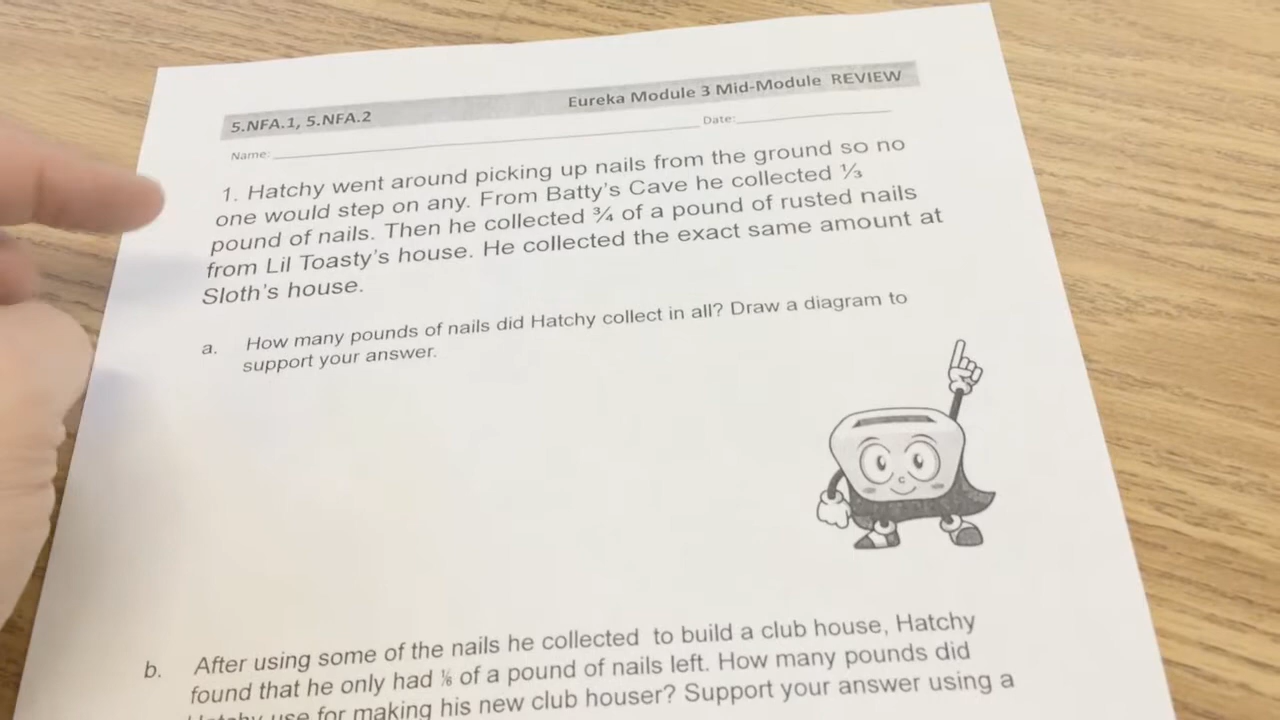 5.NFA.1, 5.NFA.2
Eureka Module 3 Mid-Module REVIEW
Name:
Date:
1. Hatchy went around picking up nails from the ground so no
one would step on any. From Batty's Cave he collected ⅓
pound of nails. Then he collected ¾ of a pound of rusted nails
from Lil Toasty's house. He collected the exact same amount at
Sloth's house.
a. How many pounds of nails did Hatchy collect in all? Draw a diagram to
support your answer.
b. After using some of the nails he collected to build a club house, Hatchy
found that he only had ⅙ of a pound of nails left. How many pounds did
Hatchy use for making his new club houser? Support your answer using a